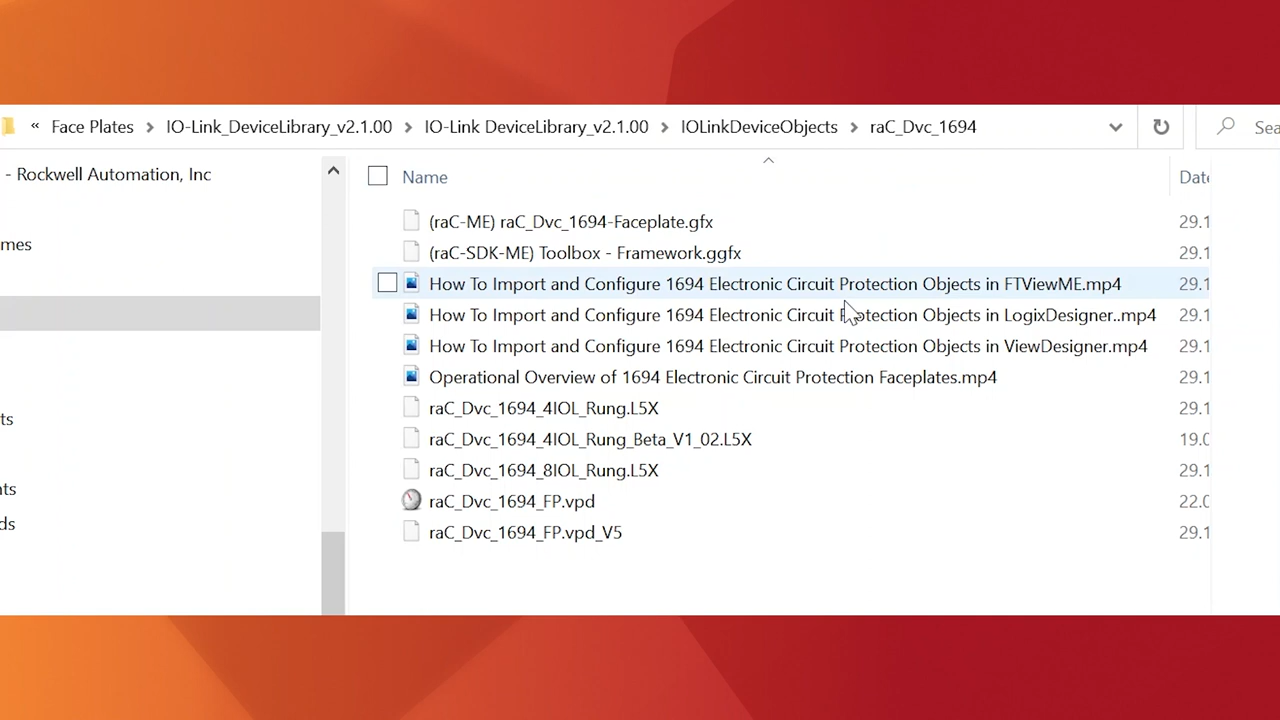 « Face Plates > IO-Link_DeviceLibrary_v2.1.00 > IO-Link DeviceLibrary_v2.1.00 > IOLinkDeviceObjects > raC_Dvc_1694
Sea
- Rockwell Automation, Inc
mes
ts
nts
ds
Name
Date
(raC-ME) raC_Dvc_1694-Faceplate.gfx 29.1
(raC-SDK-ME) Toolbox - Framework.ggfx 29.1
How To Import and Configure 1694 Electronic Circuit Protection Objects in FTViewME.mp4 29.1
How To Import and Configure 1694 Electronic Circuit Protection Objects in LogixDesigner..mp4 29.1
How To Import and Configure 1694 Electronic Circuit Protection Objects in ViewDesigner.mp4 29.1
Operational Overview of 1694 Electronic Circuit Protection Faceplates.mp4 29.1
raC_Dvc_1694_4IOL_Rung.L5X 29.1
raC_Dvc_1694_4IOL_Rung_Beta_V1_02.L5X 19.0
raC_Dvc_1694_8IOL_Rung.L5X 29.1
raC_Dvc_1694_FP.vpd 22.0
raC_Dvc_1694_FP.vpd_V5 29.1